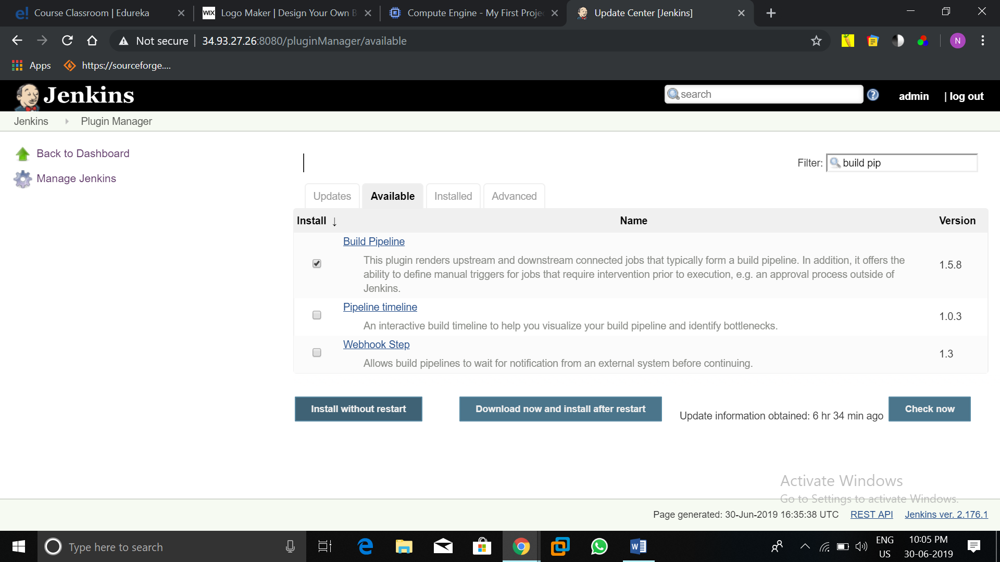 Course Classroom | Edureka
WIX Logo Maker | Design Your Own B
Compute Engine - My First Proje
Update Center [Jenkins]
Not secure | 34.93.27.26:8080/pluginManager/available
N
Apps https://sourceforge....
Jenkins
search
admin | log out
Jenkins Plugin Manager
Back to Dashboard
Manage Jenkins
Filter: build pip
Updates Available Installed Advanced
Install ↓ Name Version
Build Pipeline
This plugin renders upstream and downstream connected jobs that typically form a build pipeline. In addition, it offers the
ability to define manual triggers for jobs that require intervention prior to execution, e.g. an approval process outside of
Jenkins.
1.5.8
Pipeline timeline
An interactive build timeline to help you visualize your build pipeline and identify bottlenecks.
1.0.3
Webhook Step
Allows build pipelines to wait for notification from an external system before continuing.
1.3
Install without restart
Download now and install after restart
Update information obtained: 6 hr 34 min ago
Check now
Activate Windows
Go to Settings to activate Windows.
Page generated: 30-Jun-2019 16:35:38 UTC REST API Jenkins ver. 2.176.1
Type here to search
ENG
US
10:05 PM
30-06-2019